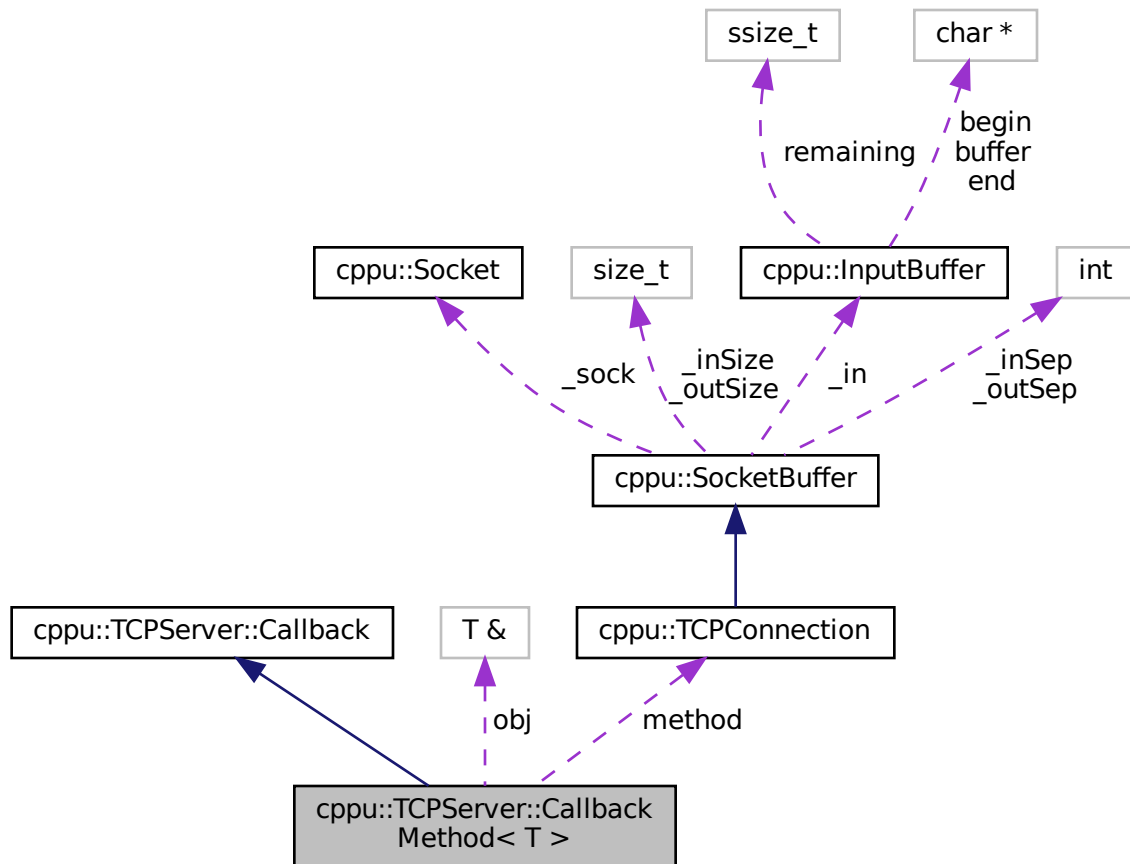 ssize_t
char *
remaining
begin
buffer
end
cppu::Socket
size_t
cppu::InputBuffer
int
_sock
_inSize
_outSize
_in
_inSep
_outSep
cppu::SocketBuffer
cppu::TCPServer::Callback
T &
cppu::TCPConnection
obj
method
cppu::TCPServer::Callback
Method< T >